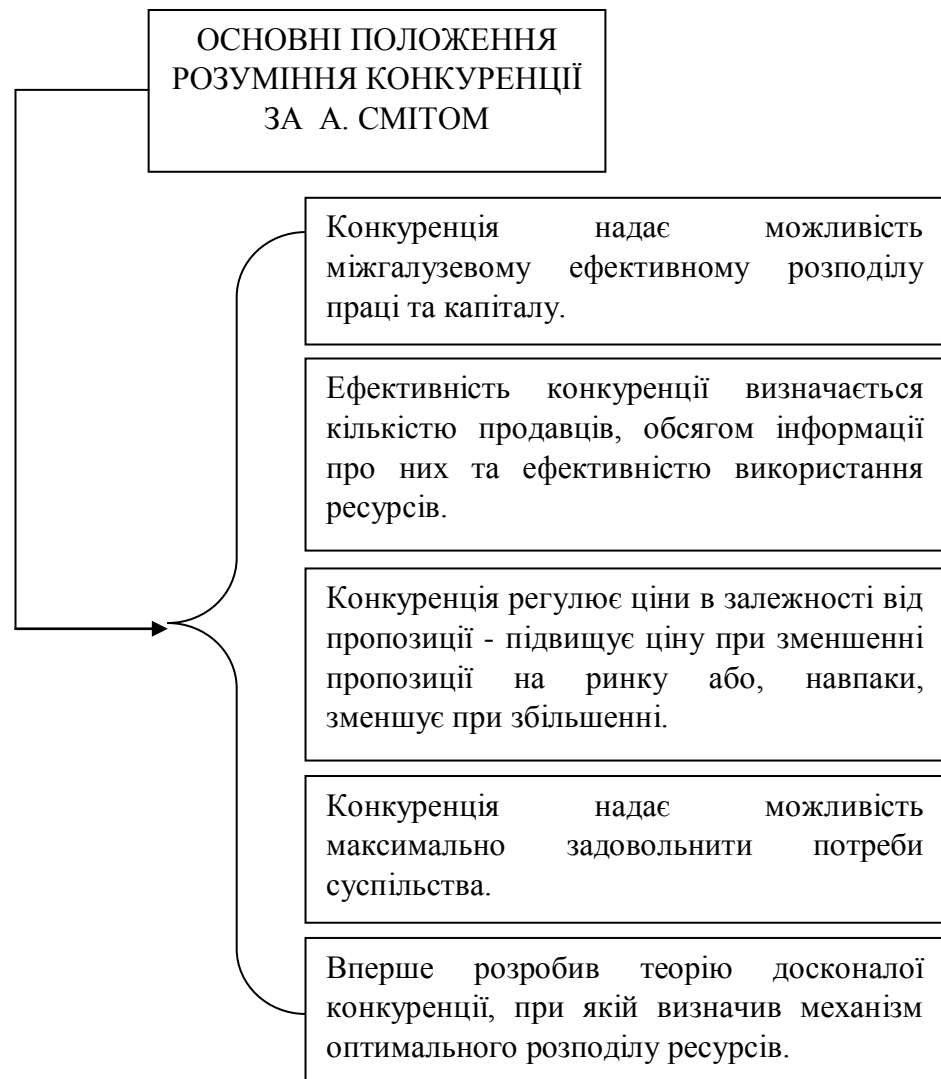 ОСНОВНІ ПОЛОЖЕННЯ
РОЗУМІННЯ КОНКУРЕНЦІЇ
ЗА А. СМІТОМ
Конкуренція надає можливість
міжгалузевому ефективному розподілу
праці та капіталу.
Ефективність конкуренції визначається
кількістю продавців, обсягом інформації
про них та ефективністю використання
ресурсів.
Конкуренція регулює ціни в залежності від
пропозиції - підвищує ціну при зменшенні
пропозиції на ринку або, навпаки,
зменшує при збільшенні.
Конкуренція надає можливість
максимально задовольнити потреби
суспільства.
Вперше розробив теорію досконалої
конкуренції, при якій визначив механізм
оптимального розподілу ресурсів.